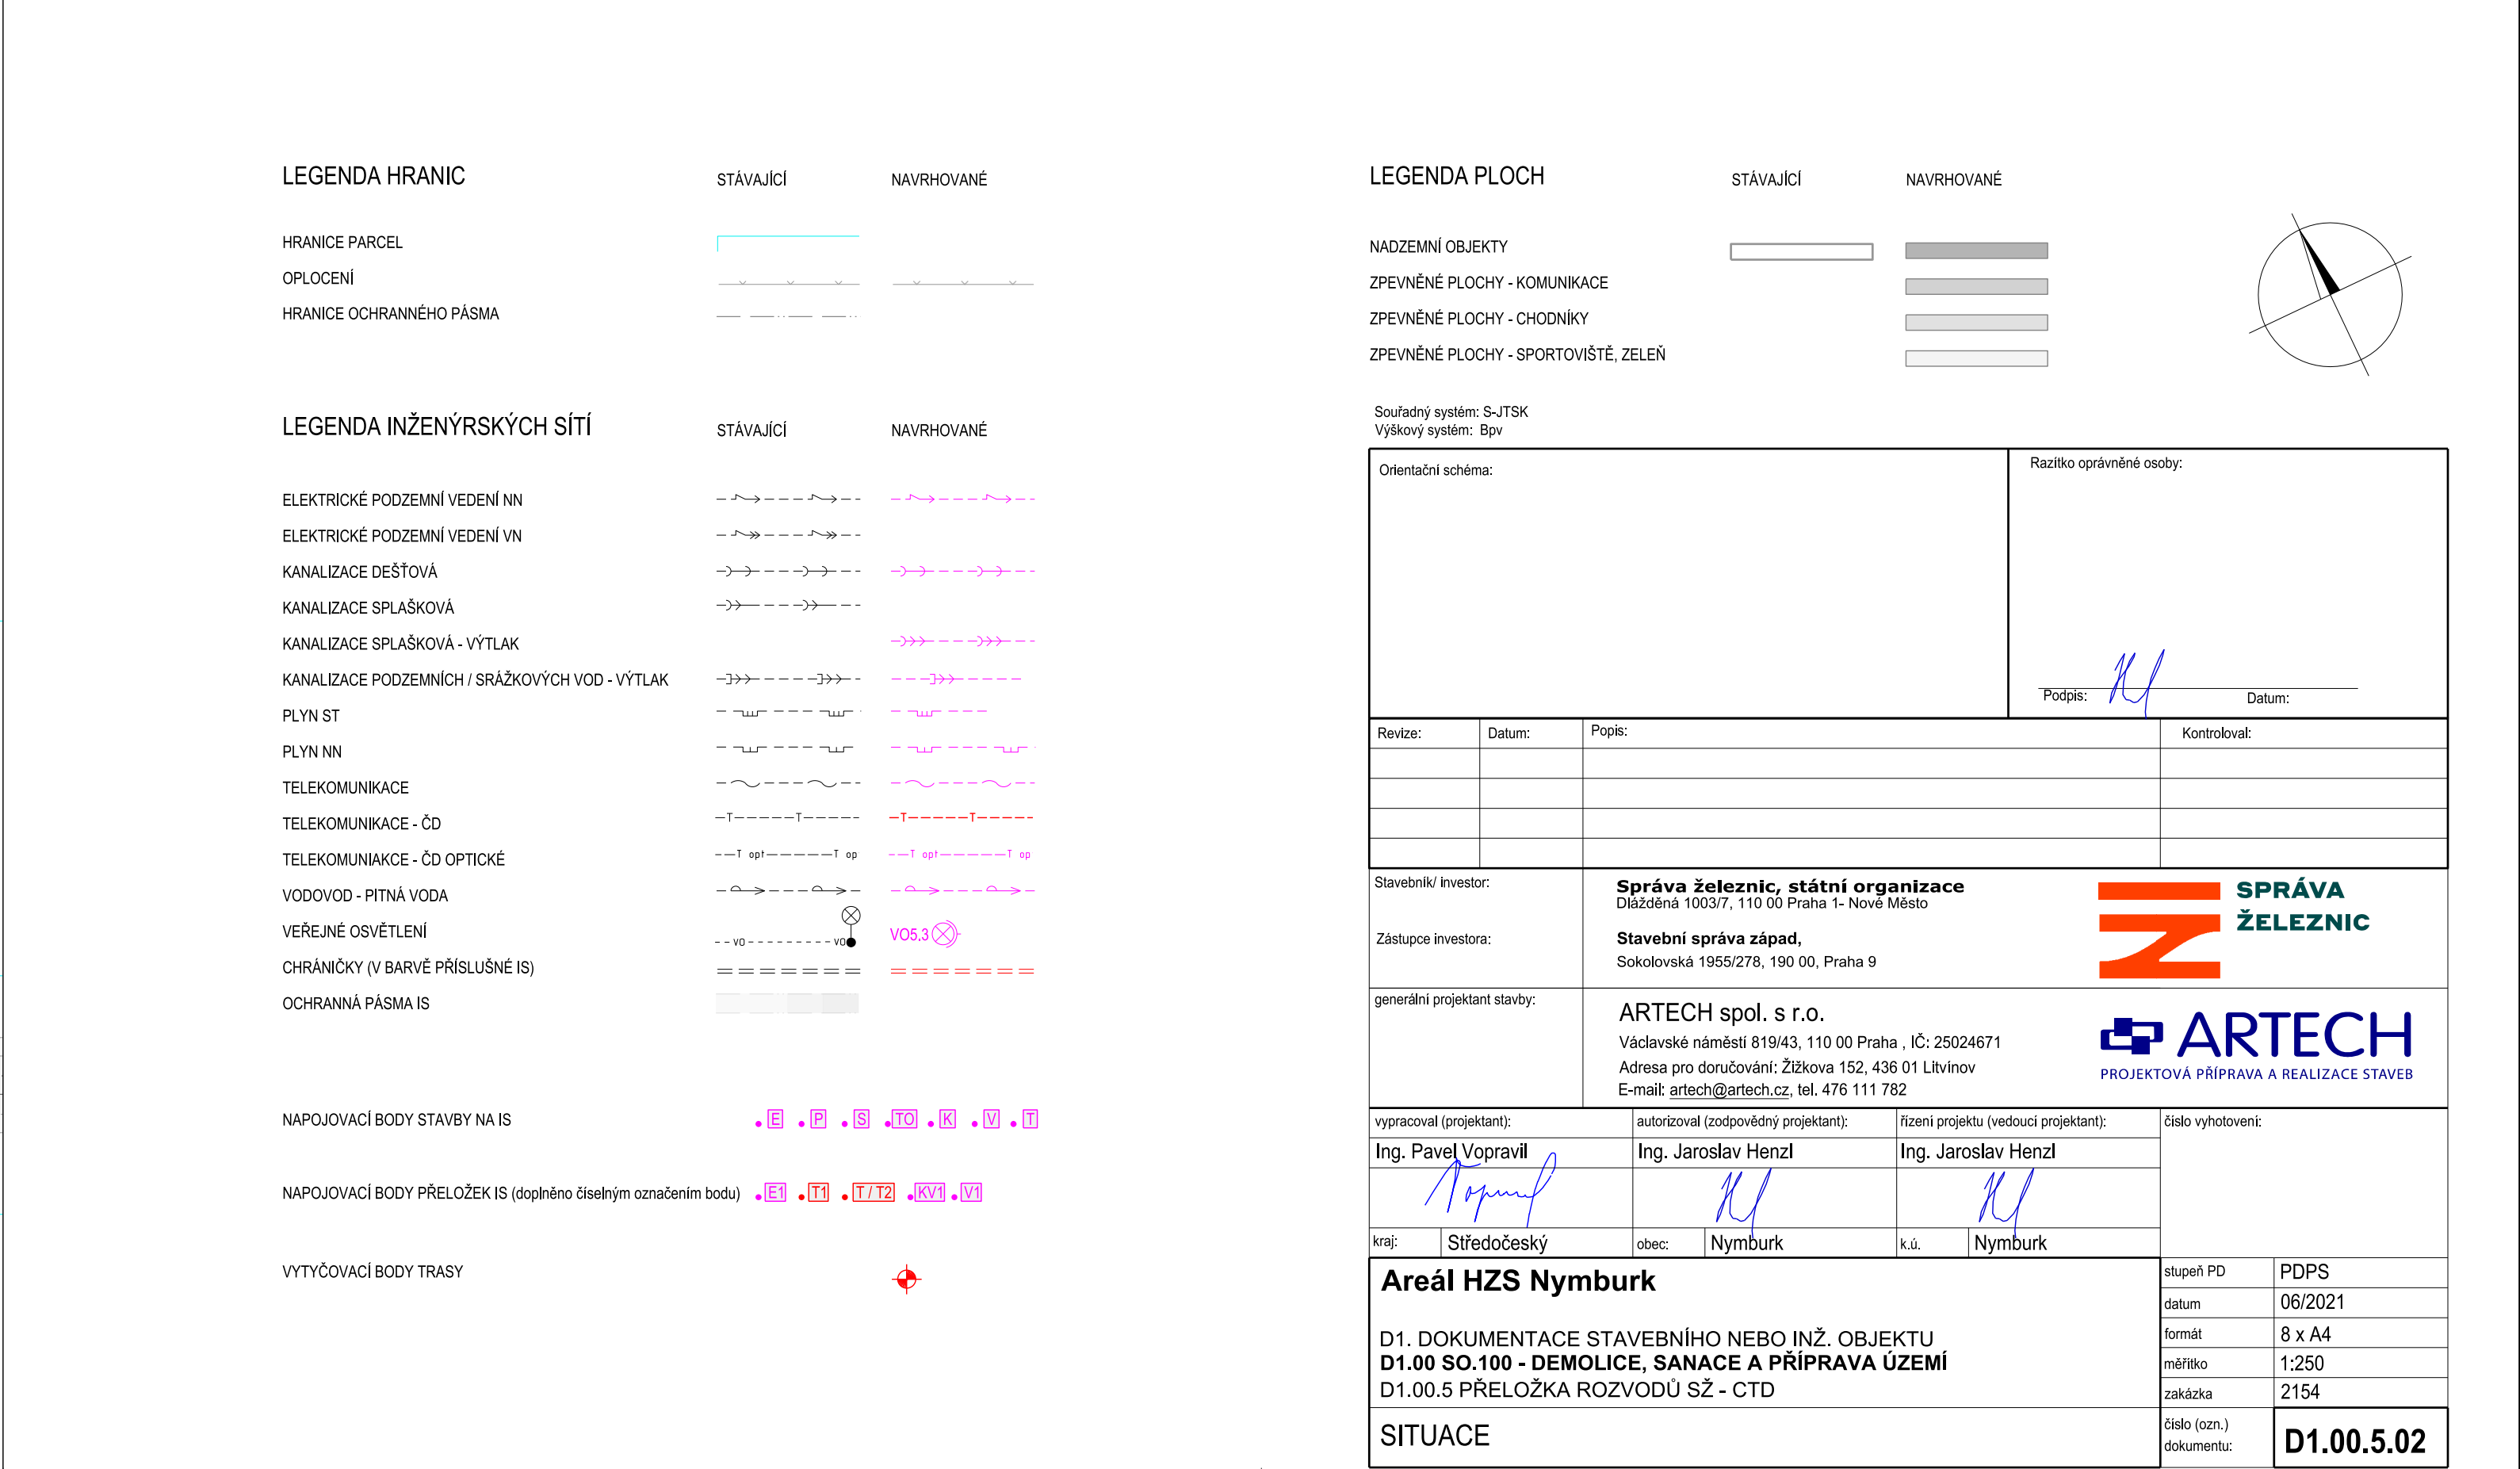 LEGENDA HRANIC STÁVAJÍCÍ NAVRHOVANÉ
HRANICE PARCEL
OPLOCENÍ
HRANICE OCHRANNÉHO PÁSMA
LEGENDA INŽENÝRSKÝCH SÍTÍ STÁVAJÍCÍ NAVRHOVANÉ
ELEKTRICKÉ PODZEMNÍ VEDENÍ NN
ELEKTRICKÉ PODZEMNÍ VEDENÍ VN
KANALIZACE DEŠŤOVÁ
KANALIZACE SPLAŠKOVÁ
KANALIZACE SPLAŠKOVÁ - VÝTLAK
KANALIZACE PODZEMNÍCH / SRÁŽKOVÝCH VOD - VÝTLAK
PLYN ST
PLYN NN
TELEKOMUNIKACE
TELEKOMUNIKACE - ČD T T T T
TELEKOMUNIAKCE - ČD OPTICKÉ T opt T op T opt T op
VODOVOD - PITNÁ VODA
VEŘEJNÉ OSVĚTLENÍ VO VO VO5.3
CHRÁNIČKY (V BARVĚ PŘÍSLUŠNÉ IS)
OCHRANNÁ PÁSMA IS
NAPOJOVACÍ BODY STAVBY NA IS E P S TO K V T
NAPOJOVACÍ BODY PŘELOŽEK IS (doplněno číselným označením bodu) E1 T1 T / T2 KV1 V1
VYTYČOVACÍ BODY TRASY
LEGENDA PLOCH STÁVAJÍCÍ NAVRHOVANÉ
NADZEMNÍ OBJEKTY
ZPEVNĚNÉ PLOCHY - KOMUNIKACE
ZPEVNĚNÉ PLOCHY - CHODNÍKY
ZPEVNĚNÉ PLOCHY - SPORTOVIŠTĚ, ZELEŇ
Souřadný systém: S-JTSK
Výškový systém: Bpv
Orientační schéma:
Razítko oprávněné osoby:
Podpis: Datum:
Revize: Datum: Popis: Kontroloval:
Stavebník/ investor:
Správa železnic, státní organizace
Dlážděná 1003/7, 110 00 Praha 1- Nové Město
Zástupce investora:
Stavební správa západ,
Sokolovská 1955/278, 190 00, Praha 9
SPRÁVA
ŽELEZNIC
generální projektant stavby:
ARTECH spol. s r.o.
Václavské náměstí 819/43, 110 00 Praha , IČ: 25024671
Adresa pro doručování: Žižkova 152, 436 01 Litvínov
E-mail: artech@artech.cz, tel. 476 111 782
ARTECH
PROJEKTOVÁ PŘÍPRAVA A REALIZACE STAVEB
vypracoval (projektant): autorizoval (zodpovědný projektant): řízení projektu (vedoucí projektant): číslo vyhotovení:
Ing. Pavel Vopravil Ing. Jaroslav Henzl Ing. Jaroslav Henzl
kraj: Středočeský obec: Nymburk k.ú. Nymburk
Areál HZS Nymburk
D1. DOKUMENTACE STAVEBNÍHO NEBO INŽ. OBJEKTU
D1.00 SO.100 - DEMOLICE, SANACE A PŘÍPRAVA ÚZEMÍ
D1.00.5 PŘELOŽKA ROZVODŮ SŽ - CTD
SITUACE
stupeň PD PDPS
datum 06/2021
formát 8 x A4
měřítko 1:250
zakázka 2154
číslo (ozn.)
dokumentu: D1.00.5.02